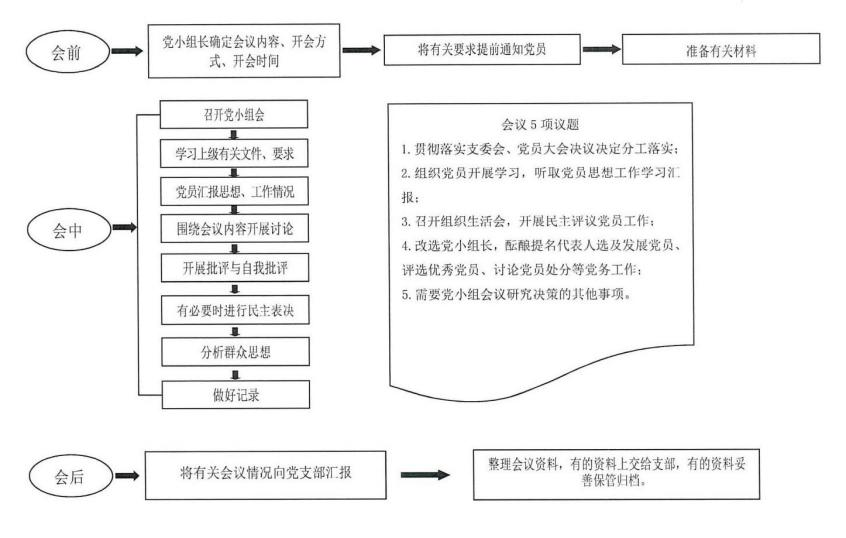 会前
党小组长确定会议内容、开会方
式、开会时间
将有关要求提前通知党员
准备有关材料
会中
召开党小组会
学习上级有关文件、要求
党员汇报思想、工作情况
围绕会议内容开展讨论
开展批评与自我批评
有必要时进行民主表决
分析群众思想
做好记录
会议 5 项议题
1. 贯彻落实支委会、党员大会决议决定分工落实；
2. 组织党员开展学习，听取党员思想工作学习汇
报；
3. 召开组织生活会，开展民主评议党员工作；
4. 改选党小组长，酝酿提名代表人选及发展党员、
评选优秀党员、讨论党员处分等党务工作；
5. 需要党小组会议研究决策的其他事项。
会后
将有关会议情况向党支部汇报
整理会议资料，有的资料上交给支部，有的资料妥
善保管归档。